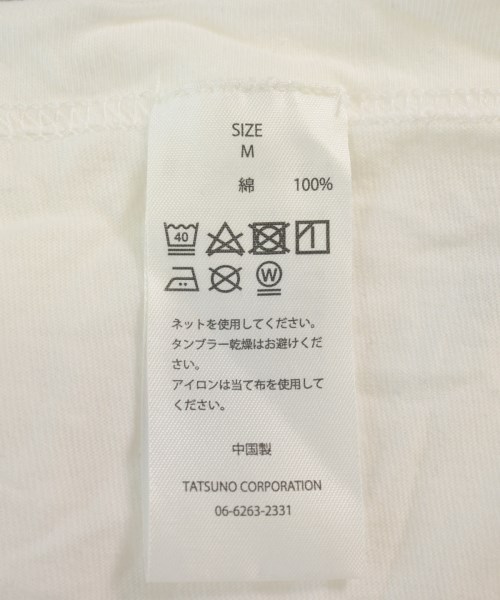 SIZE
M
綿 100%
40
W
ネットを使用してください。
タンブラー乾燥はお避けくだ
さい。
アイロンは当て布を使用して
ください。
中国製
TATSUNO CORPORATION
06-6263-2331